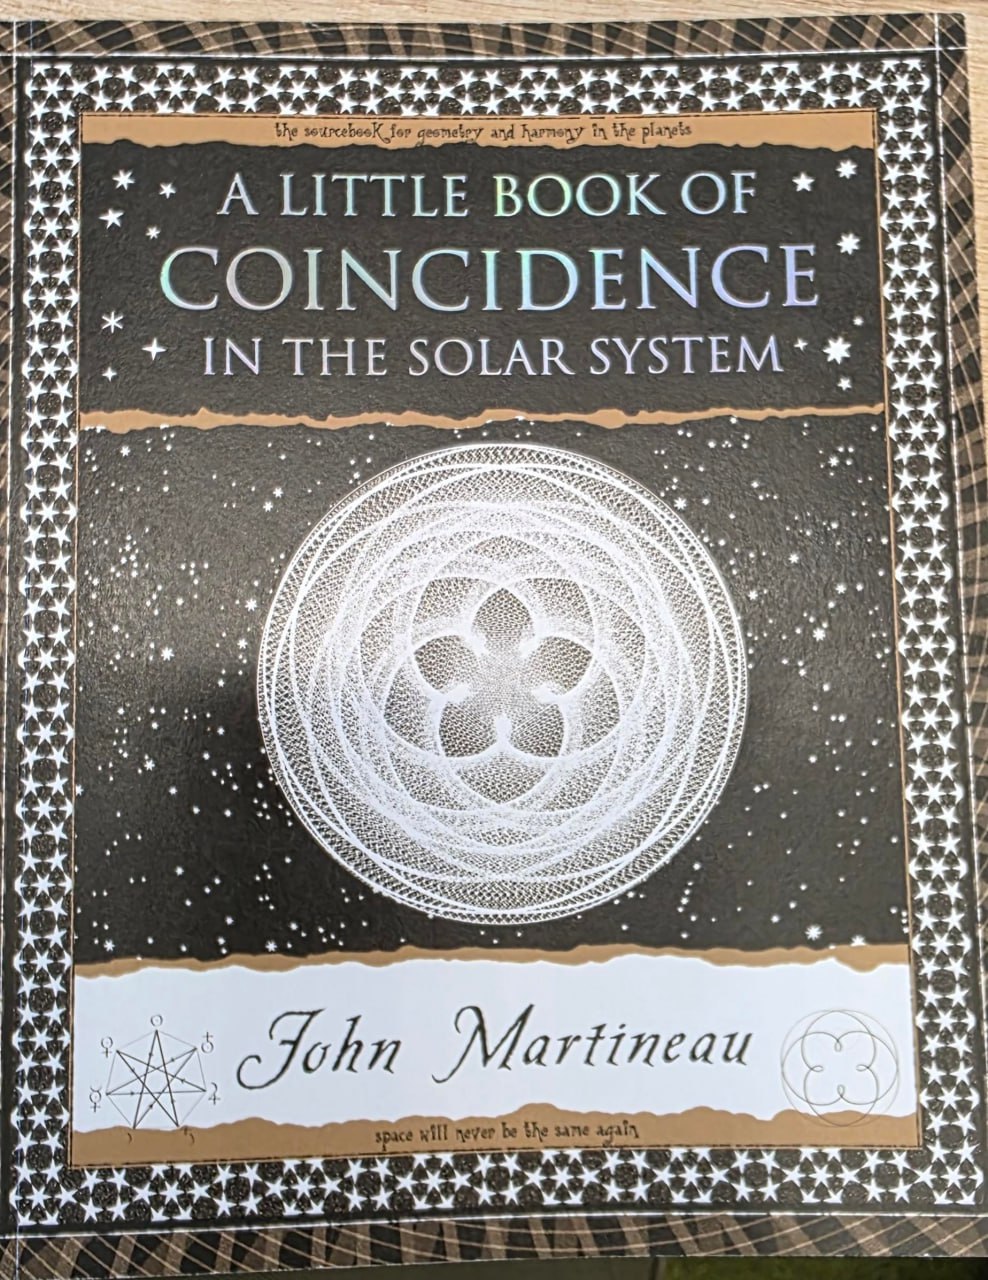 the sourcebook for geometry and harmony in the planets
A LITTLE BOOK OF
COINCIDENCE
IN THE SOLAR SYSTEM
John Martineau
space will never be the same again